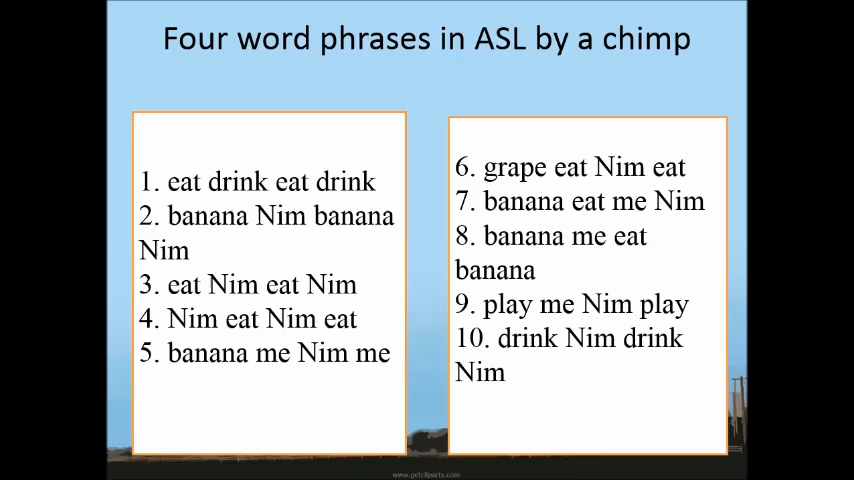 Four word phrases in ASL by a chimp
1. eat drink eat drink
2. banana Nim banana
Nim
3. eat Nim eat Nim
4. Nim eat Nim eat
5. banana me Nim me
6. grape eat Nim eat
7. banana eat me Nim
8. banana me eat
banana
9. play me Nim play
10. drink Nim drink
Nim
www.getcliparts.com